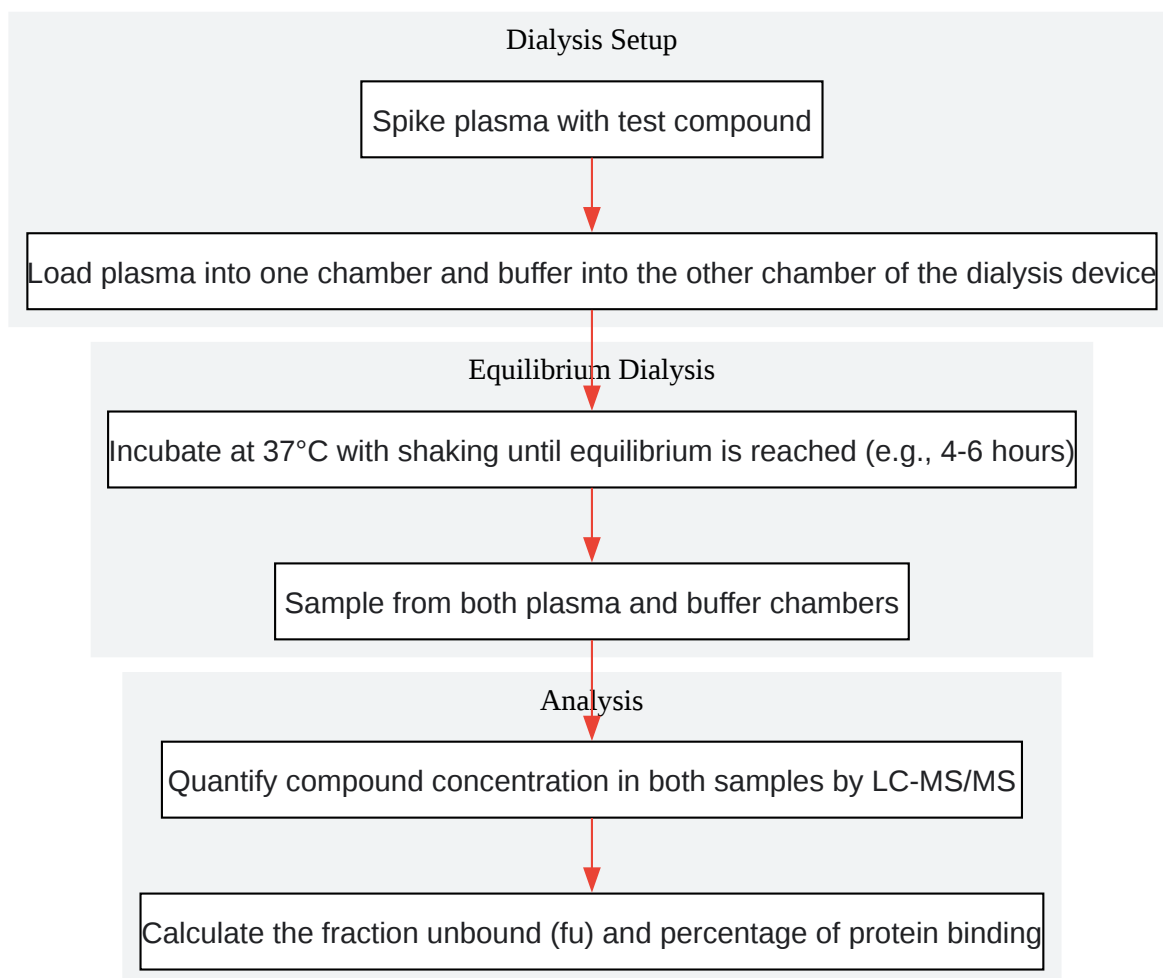 Dialysis Setup
Spike plasma with test compound
Load plasma into one chamber and buffer into the other chamber of the dialysis device
Equilibrium Dialysis
Incubate at 37°C with shaking until equilibrium is reached (e.g., 4-6 hours)
Sample from both plasma and buffer chambers
Analysis
Quantify compound concentration in both samples by LC-MS/MS
Calculate the fraction unbound (fu) and percentage of protein binding